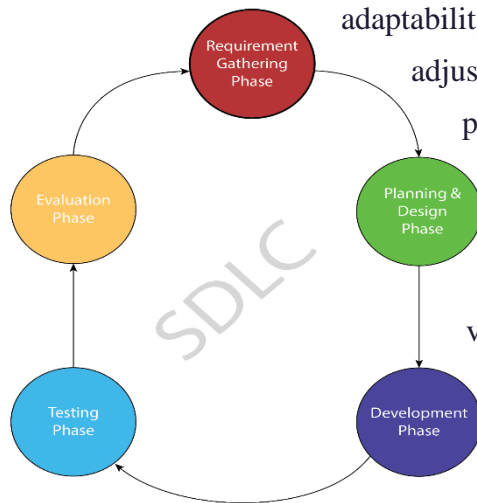 adaptabilit
adjus
p
v
Requirement
Gathering
Phase
Planning &
Design
Phase
Development
Phase
Testing
Phase
Evaluation
Phase
SDLC